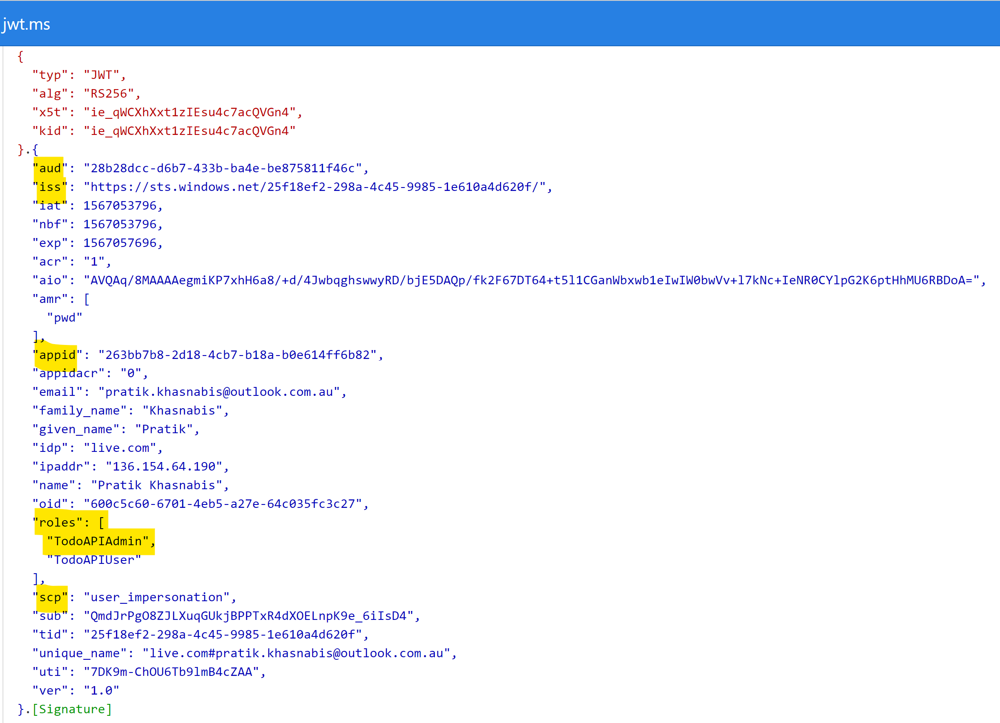 jwt.ms
{
"typ": "JWT",
"alg": "RS256",
"x5t": "ie_qWCXhXxt1zIEsu4c7acQVGn4",
"kid": "ie_qWCXhXxt1zIEsu4c7acQVGn4"
}.{
"aud": "28b28dcc-d6b7-433b-ba4e-be875811f46c",
"iss": "https://sts.windows.net/25f18ef2-298a-4c45-9985-1e610a4d620f/",
"iat": 1567053796,
"nbf": 1567053796,
"exp": 1567057696,
"acr": "1",
"aio": "AVQAq/8MAAAAegmiKP7xhH6a8/+d/4JwbqghswwyRD/bjE5DAQp/fk2F67DT64+t5l1CGanWbxwb1eIwIW0bwVv+l7kNc+IeNR0CYlpG2K6ptHhMU6RBDoA=",
"amr": [
"pwd"
],
"appid": "263bb7b8-2d18-4cb7-b18a-b0e614ff6b82",
"appidacr": "0",
"email": "pratik.khasnabis@outlook.com.au",
"family_name": "Khasnabis",
"given_name": "Pratik",
"idp": "live.com",
"ipaddr": "136.154.64.190",
"name": "Pratik Khasnabis",
"oid": "600c5c60-6701-4eb5-a27e-64c035fc3c27",
"roles": [
"TodoAPIAdmin",
"TodoAPIUser"
],
"scp": "user_impersonation",
"sub": "QmdJrPgO8ZJLXuqGUkjBPPTxR4dXOELnpK9e_6iIsD4",
"tid": "25f18ef2-298a-4c45-9985-1e610a4d620f",
"unique_name": "live.com#pratik.khasnabis@outlook.com.au",
"uti": "7DK9m-ChOU6Tb9lmB4cZAA",
"ver": "1.0"
}.[Signature]